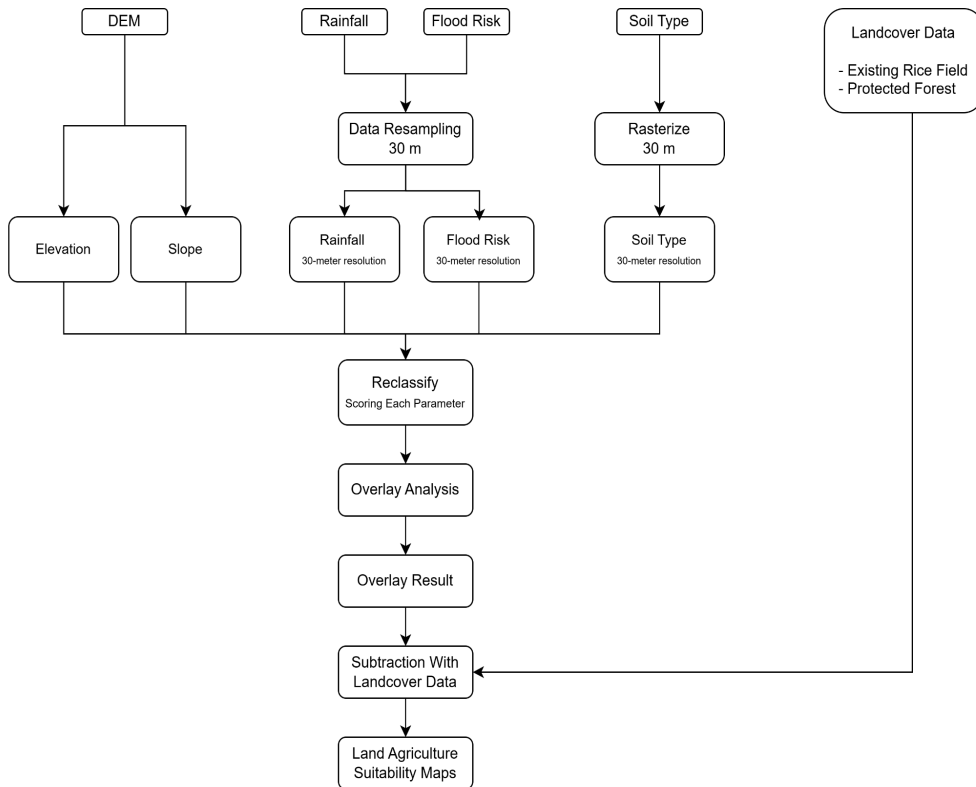 DEM
Rainfall
Flood Risk
Soil Type
Landcover Data
- Existing Rice Field
- Protected Forest
Data Resampling
30 m
Rasterize
30 m
Elevation
Slope
Rainfall
30-meter resolution
Flood Risk
30-meter resolution
Soil Type
30-meter resolution
Reclassify
Scoring Each Parameter
Overlay Analysis
Overlay Result
Subtraction With
Landcover Data
Land Agriculture
Suitability Maps